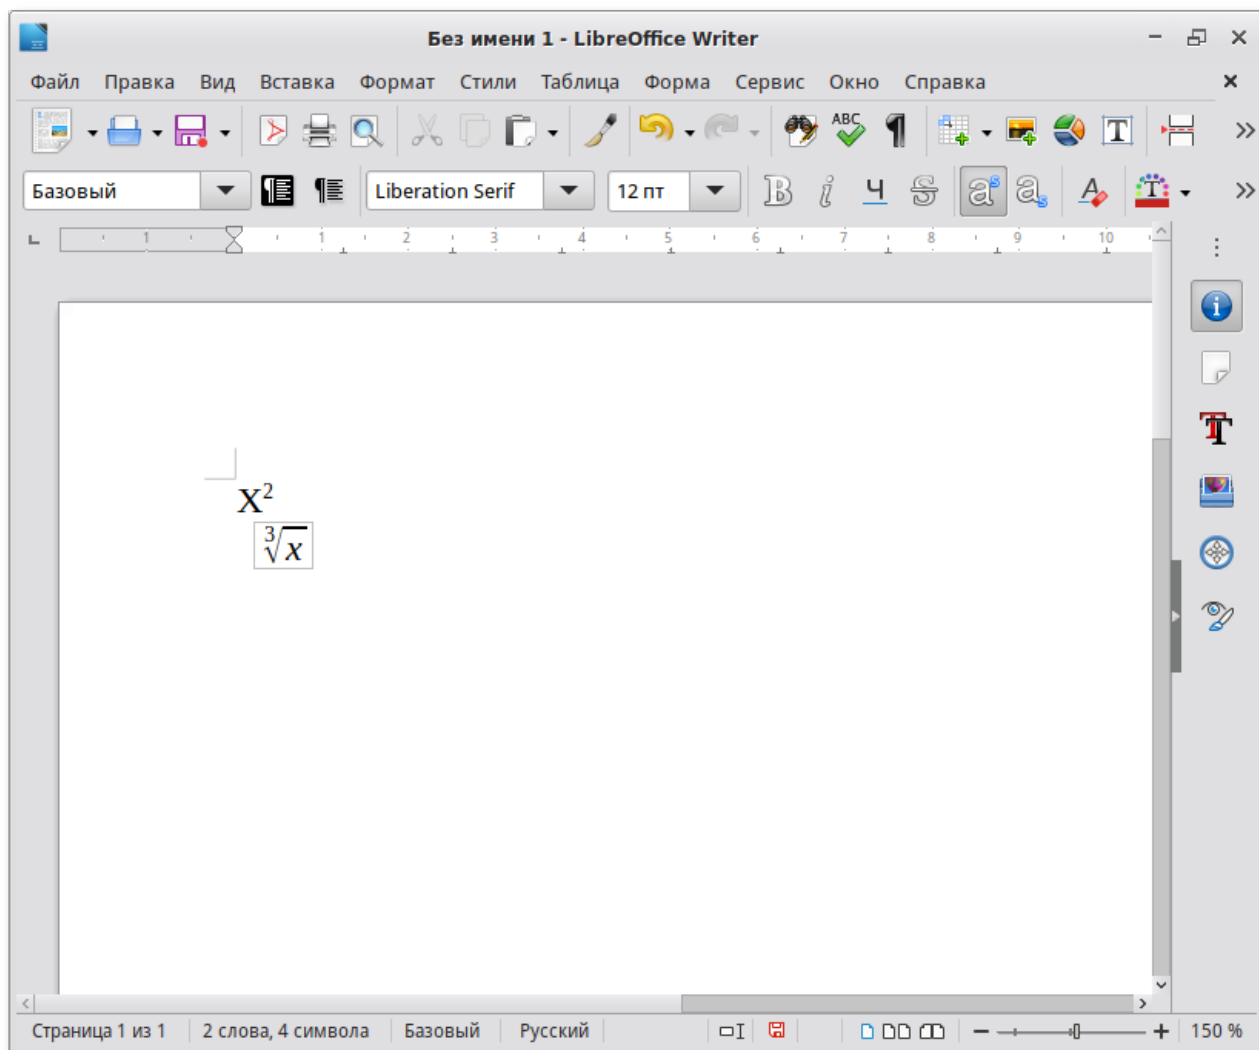 Без имени 1 - LibreOffice Writer
Файл Правка Вид Вставка Формат Стили Таблица Форма Сервис Окно Справка
ABC T
Базовый Liberation Serif 12 пт B i Ч S a s a s A T
1 1 2 3 4 5 6 7 8 9 10
X²
∛x
Страница 1 из 1 2 слова, 4 символа Базовый Русский 150 %